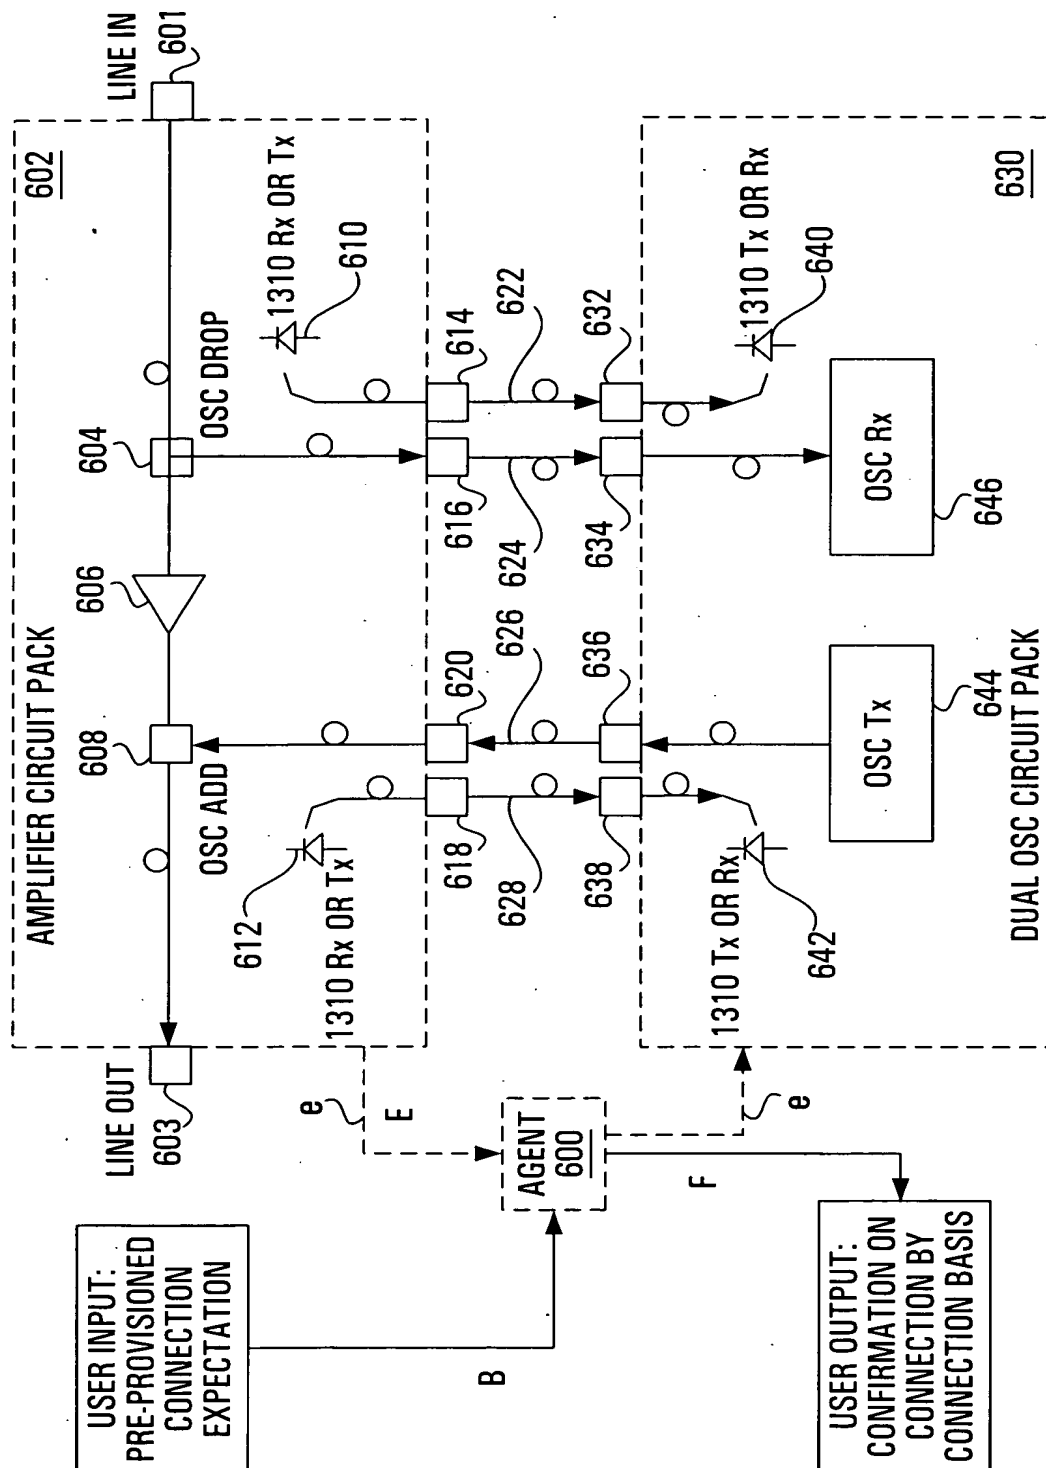 LINE IN
601
602
AMPLIFIER CIRCUIT PACK
604
OSC DROP
606
608
OSC ADD
LINE OUT
603
1310 Rx OR Tx
610
1310 Rx OR Tx
612
614
616
620
618
622
624
626
628
632
634
636
638
630
1310 Tx OR Rx
640
OSC Rx
646
OSC Tx
644
1310 Tx OR Rx
642
DUAL OSC CIRCUIT PACK
e
E
AGENT
600
e
F
B
USER INPUT:
PRE-PROVISIONED
CONNECTION
EXPECTATION
USER OUTPUT:
CONFIRMATION ON
CONNECTION BY
CONNECTION BASIS